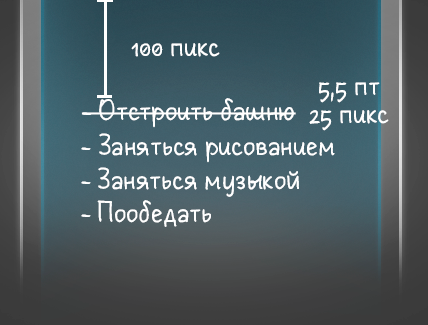 100 пикс
- Отстроить башню
5,5 пт
25 пикс
- Заняться рисованием
- Заняться музыкой
- Пообедать